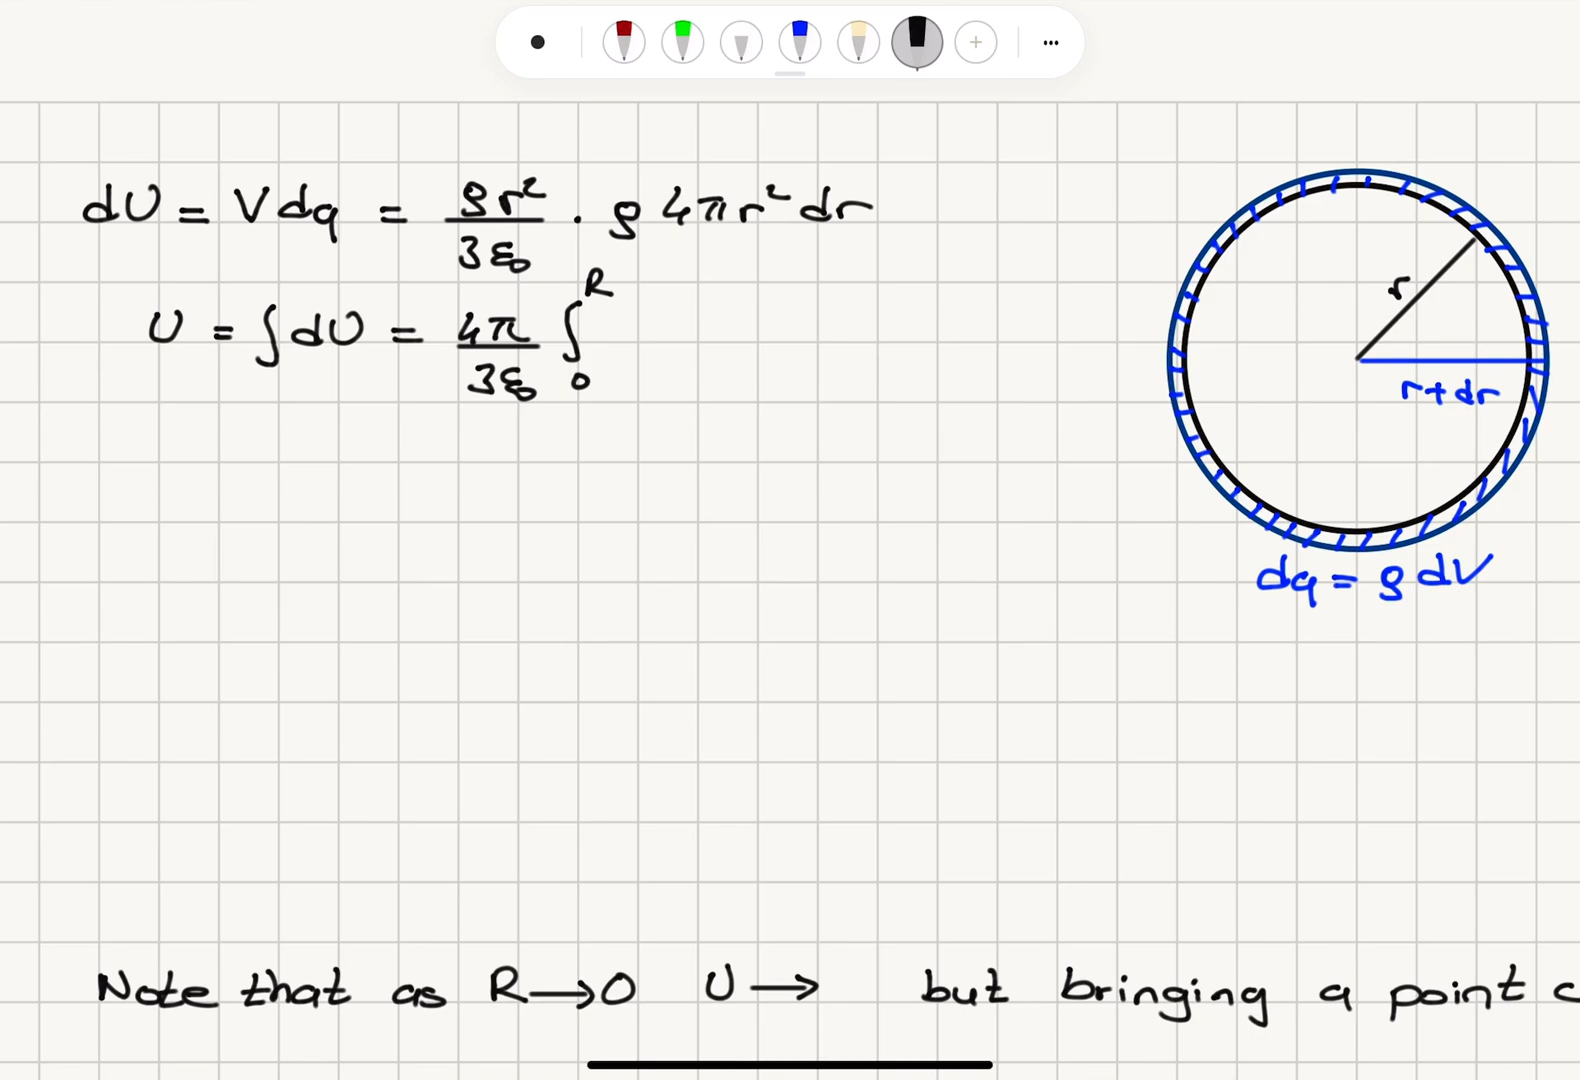 dU = V dq = ρr²/3ε₀ · ρ 4πr² dr
U = ∫dU = 4π/3ε₀ ∫₀ᴿ
r
r+dr
dq = ρ dV
Note that as R→0 U→ but bringing a point